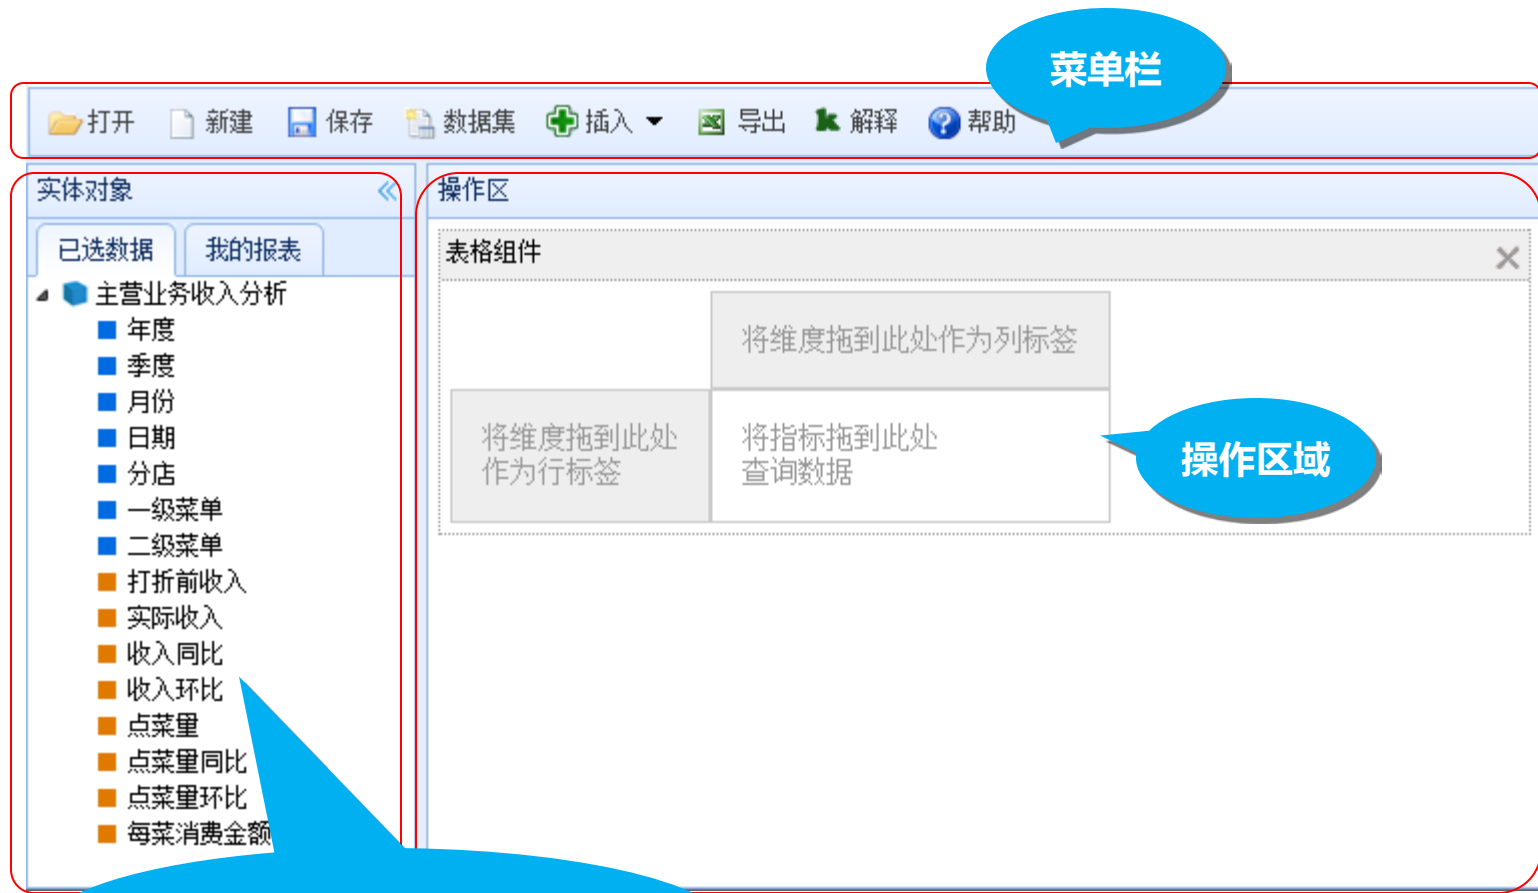 菜单栏
打开 新建 保存 数据集 插入 导出 解释 帮助
实体对象
已选数据 我的报表
主营业务收入分析
年度
季度
月份
日期
分店
一级菜单
二级菜单
打折前收入
实际收入
收入同比
收入环比
点菜量
点菜量同比
点菜量环比
每菜消费金额
操作区
表格组件
将维度拖到此处作为列标签
将维度拖到此处
作为行标签
将指标拖到此处
查询数据
操作区域